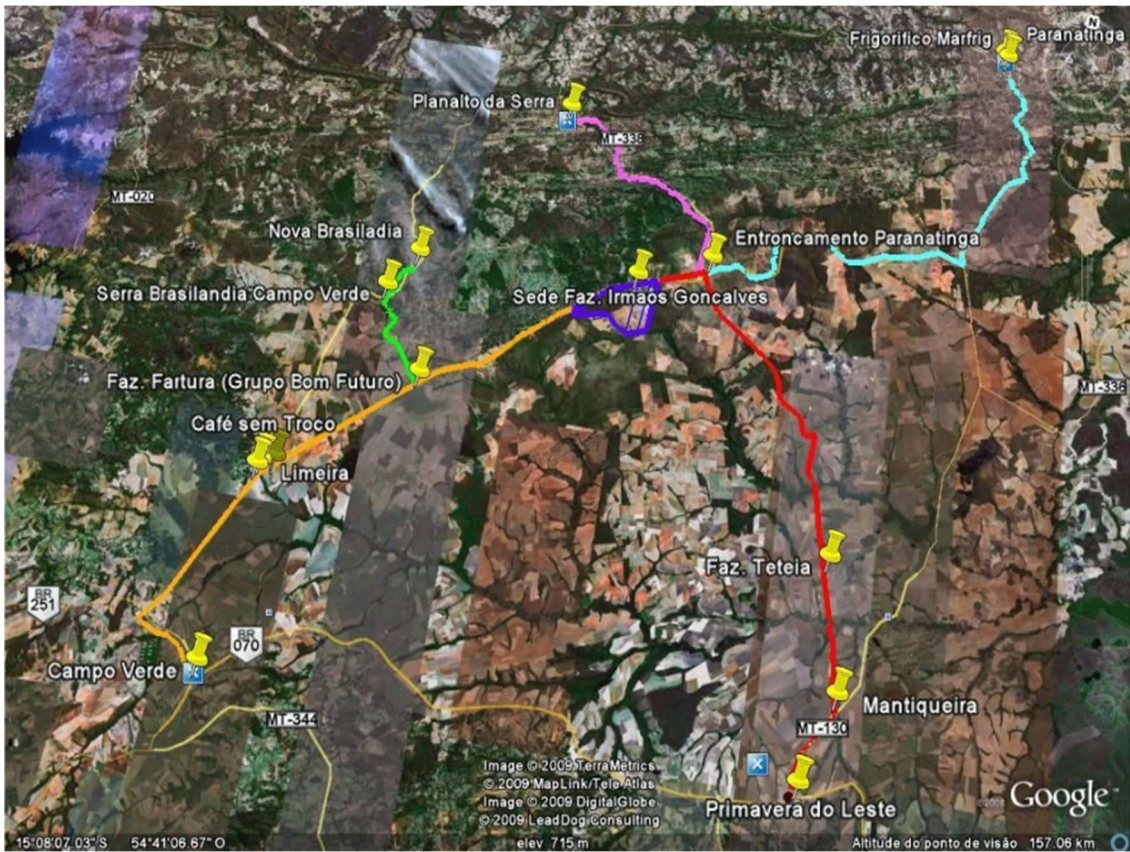 Frigorifico Marfrig
Paranatinga
N
Planalto da Serra
MT-338
MT-020
Nova Brasiladia
Entroncamento Paranatinga
Serra Brasilandia Campo Verde
Sede Faz. Irmãos Goncalves
Faz. Fartura (Grupo Bom Futuro)
MT-336
Café sem Troco
Limeira
Faz. Teteia
BR
251
BR
070
Campo Verde
Mantiqueira
MT-344
MT-130
Image © 2009 TerraMetrics
© 2009 MapLink/Tele Atlas
Image © 2009 DigitalGlobe
© 2009 LeadDog Consulting
Primavera do Leste
Google
15°08'07.03" S 54°41'06.67" O
elev 715 m
Altitude do ponto de visão 157.06 km